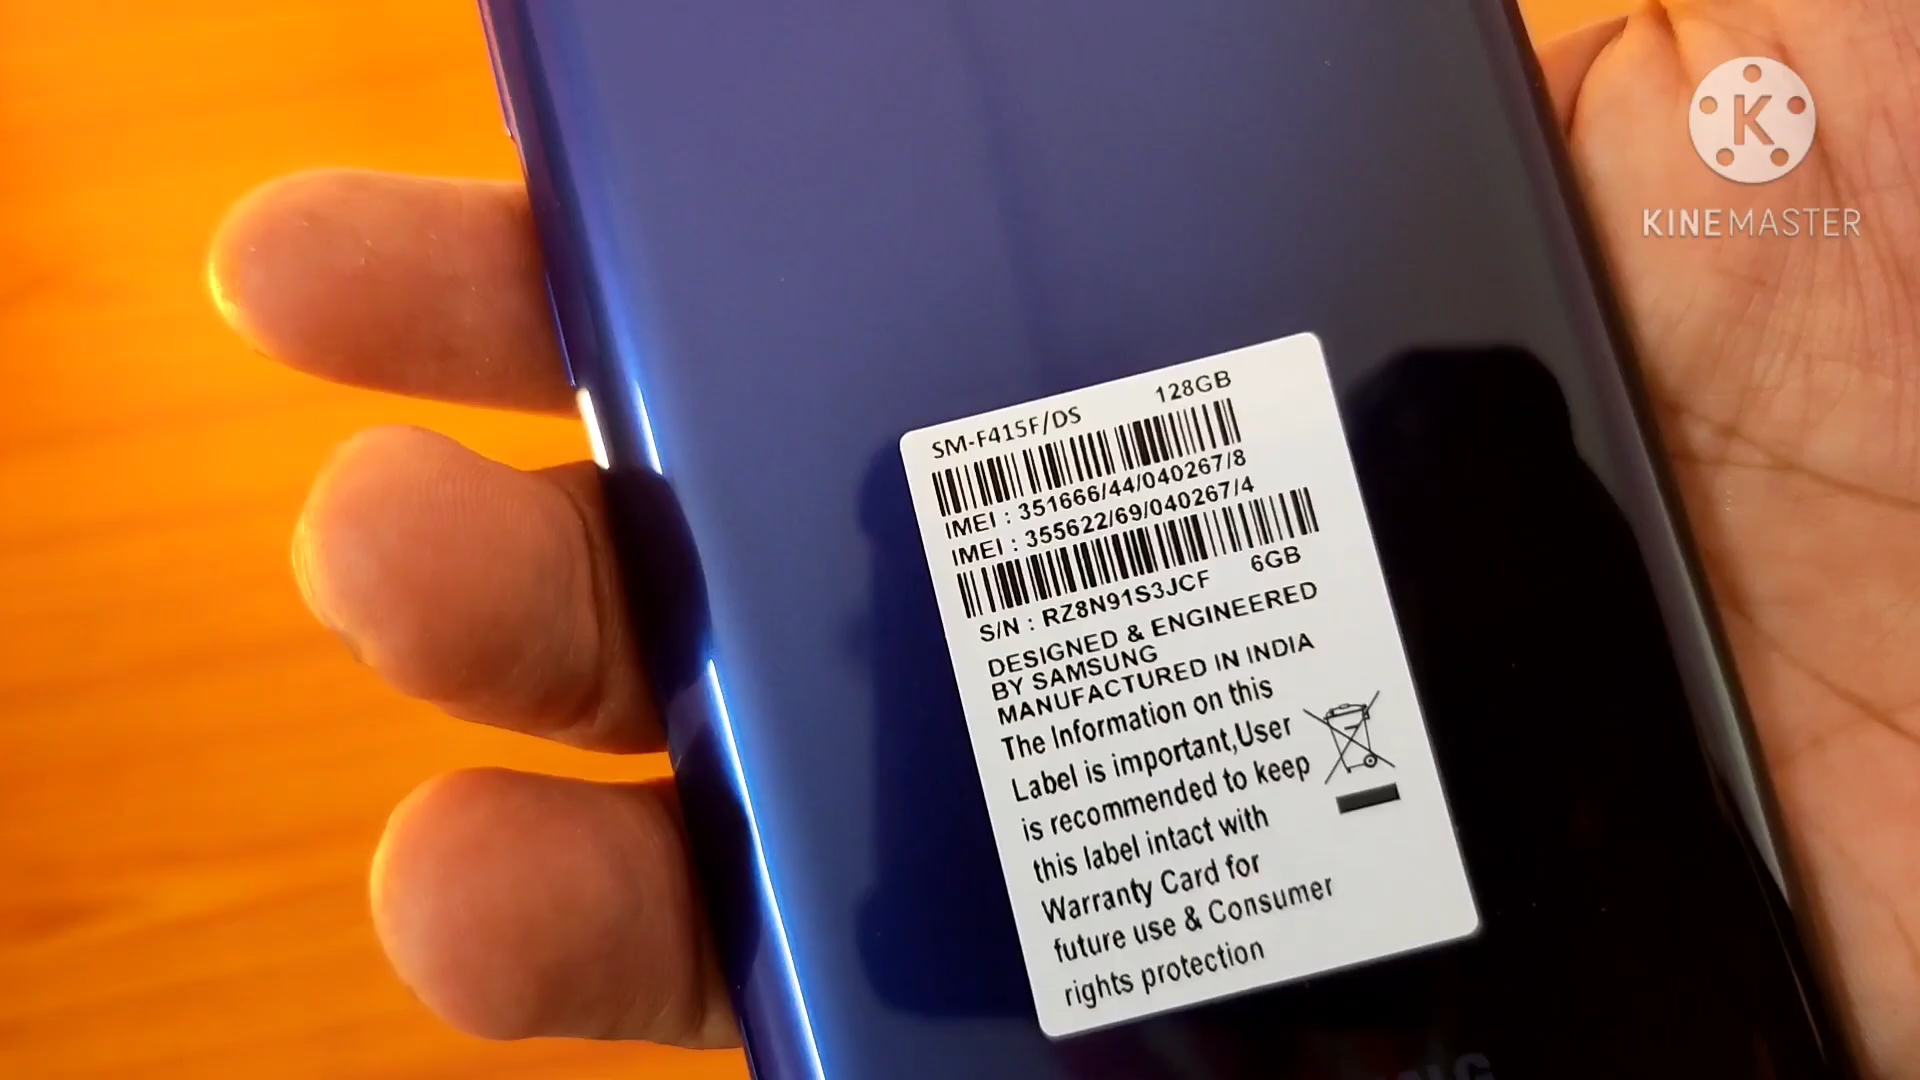 K
KINEMASTER
SM-F415F/DS 128GB
IMEI : 351666/44/040267/8
IMEI : 355622/69/040267/4
S/N : RZ8N91S3JCF 6GB
DESIGNED & ENGINEERED
BY SAMSUNG
MANUFACTURED IN INDIA
The Information on this
Label is important,User
is recommended to keep
this label intact with
Warranty Card for
future use & Consumer
rights protection